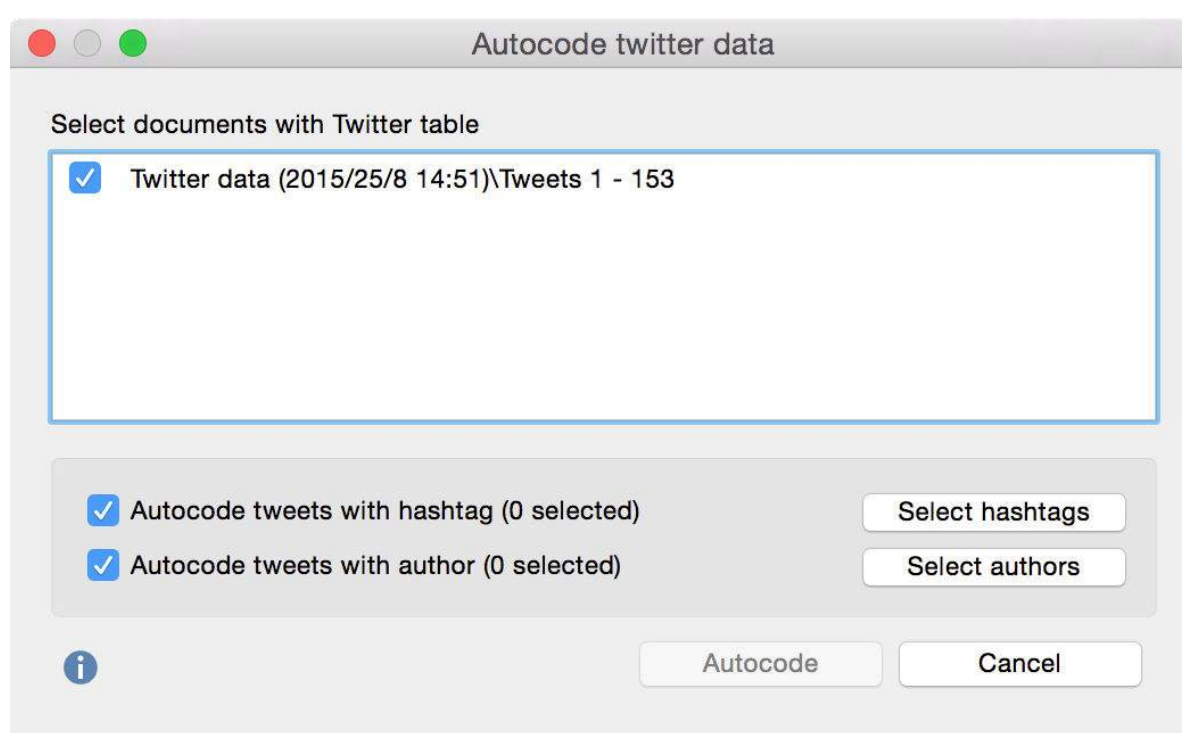 Autocode twitter data
Select documents with Twitter table
Twitter data (2015/25/8 14:51)\Tweets 1 - 153
Autocode tweets with hashtag (0 selected)
Select hashtags
Autocode tweets with author (0 selected)
Select authors
Autocode
Cancel